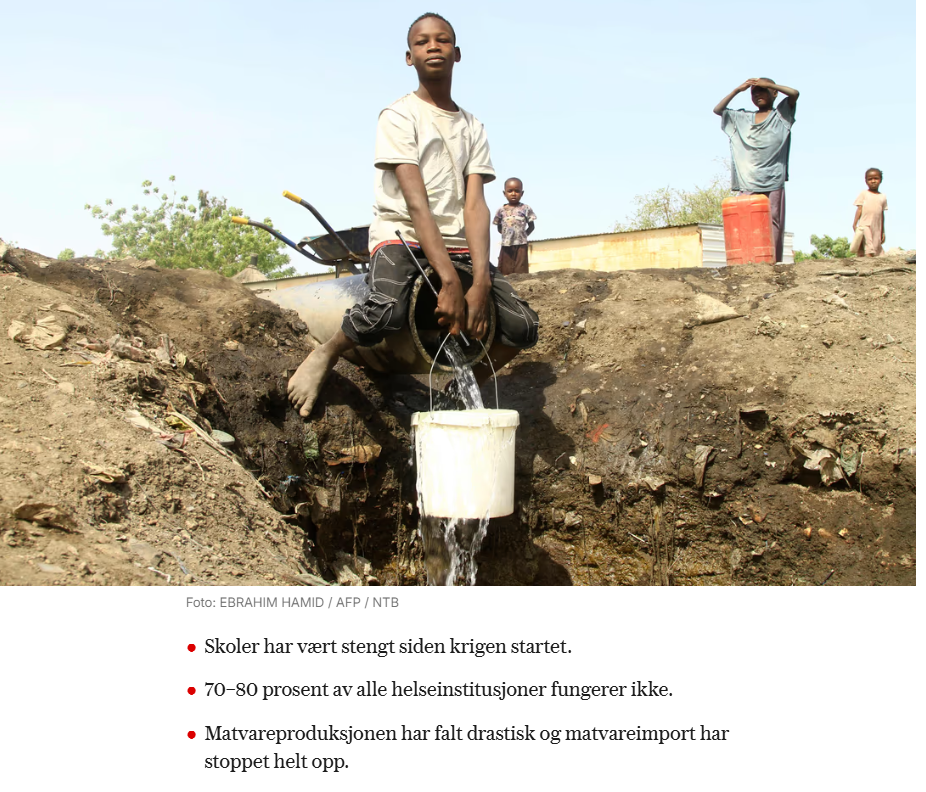 Foto: EBRAHIM HAMID / AFP / NTB
Skoler har vært stengt siden krigen startet.
70–80 prosent av alle helseinstitusjoner fungerer ikke.
Matvareproduksjonen har falt drastisk og matvareimport har
stoppet helt opp.